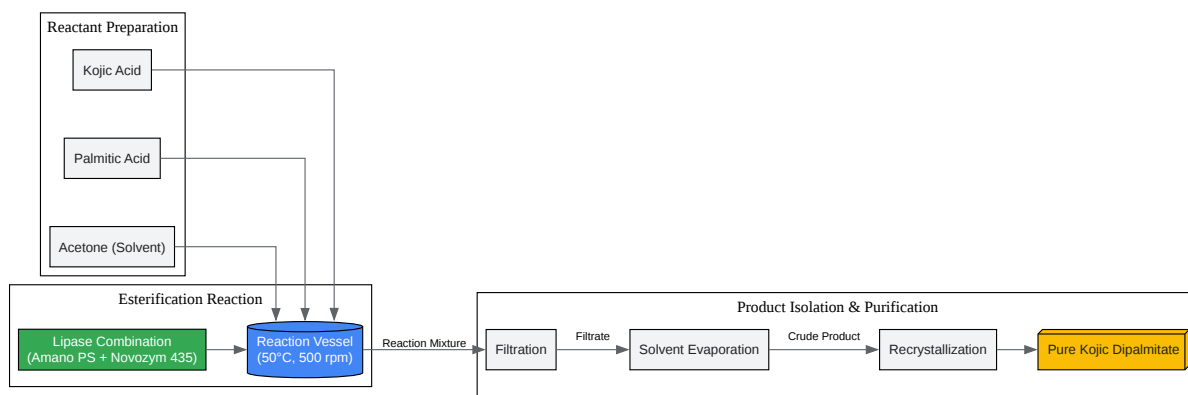 Reactant Preparation
Kojic Acid
Palmitic Acid
Acetone (Solvent)
Esterification Reaction
Lipase Combination
(Amano PS + Novozym 435)
Reaction Vessel
(50°C, 500 rpm)
Reaction Mixture
Product Isolation & Purification
Filtration
Filtrate
Solvent Evaporation
Crude Product
Recrystallization
Pure Kojic Dipalmitate